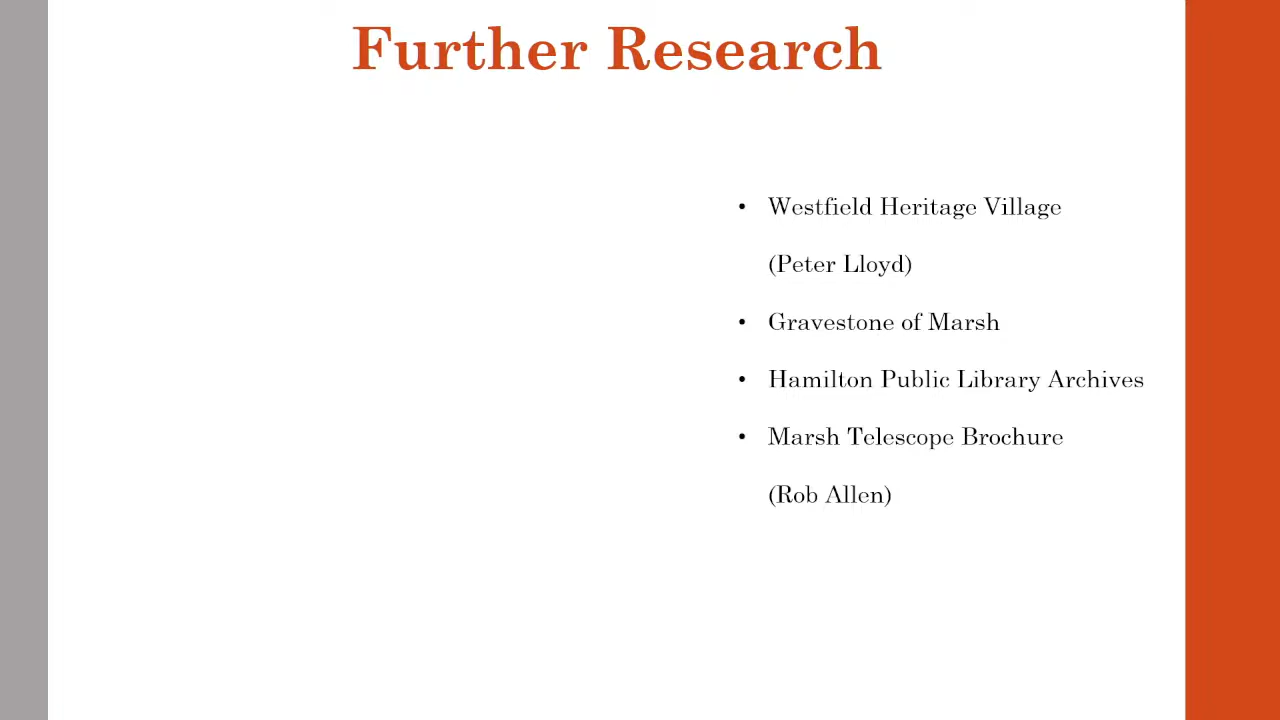 Further Research
• Westfield Heritage Village
(Peter Lloyd)
• Gravestone of Marsh
• Hamilton Public Library Archives
• Marsh Telescope Brochure
(Rob Allen)